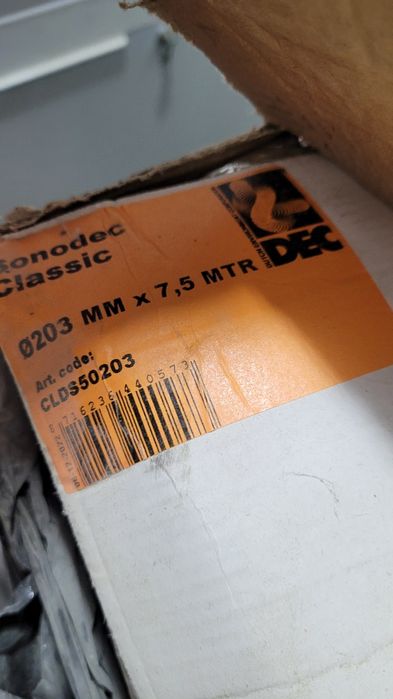 Sonodec
Classic
DEC
Ø203 MM x 7,5 MTR
Art. code:
CLDS50203